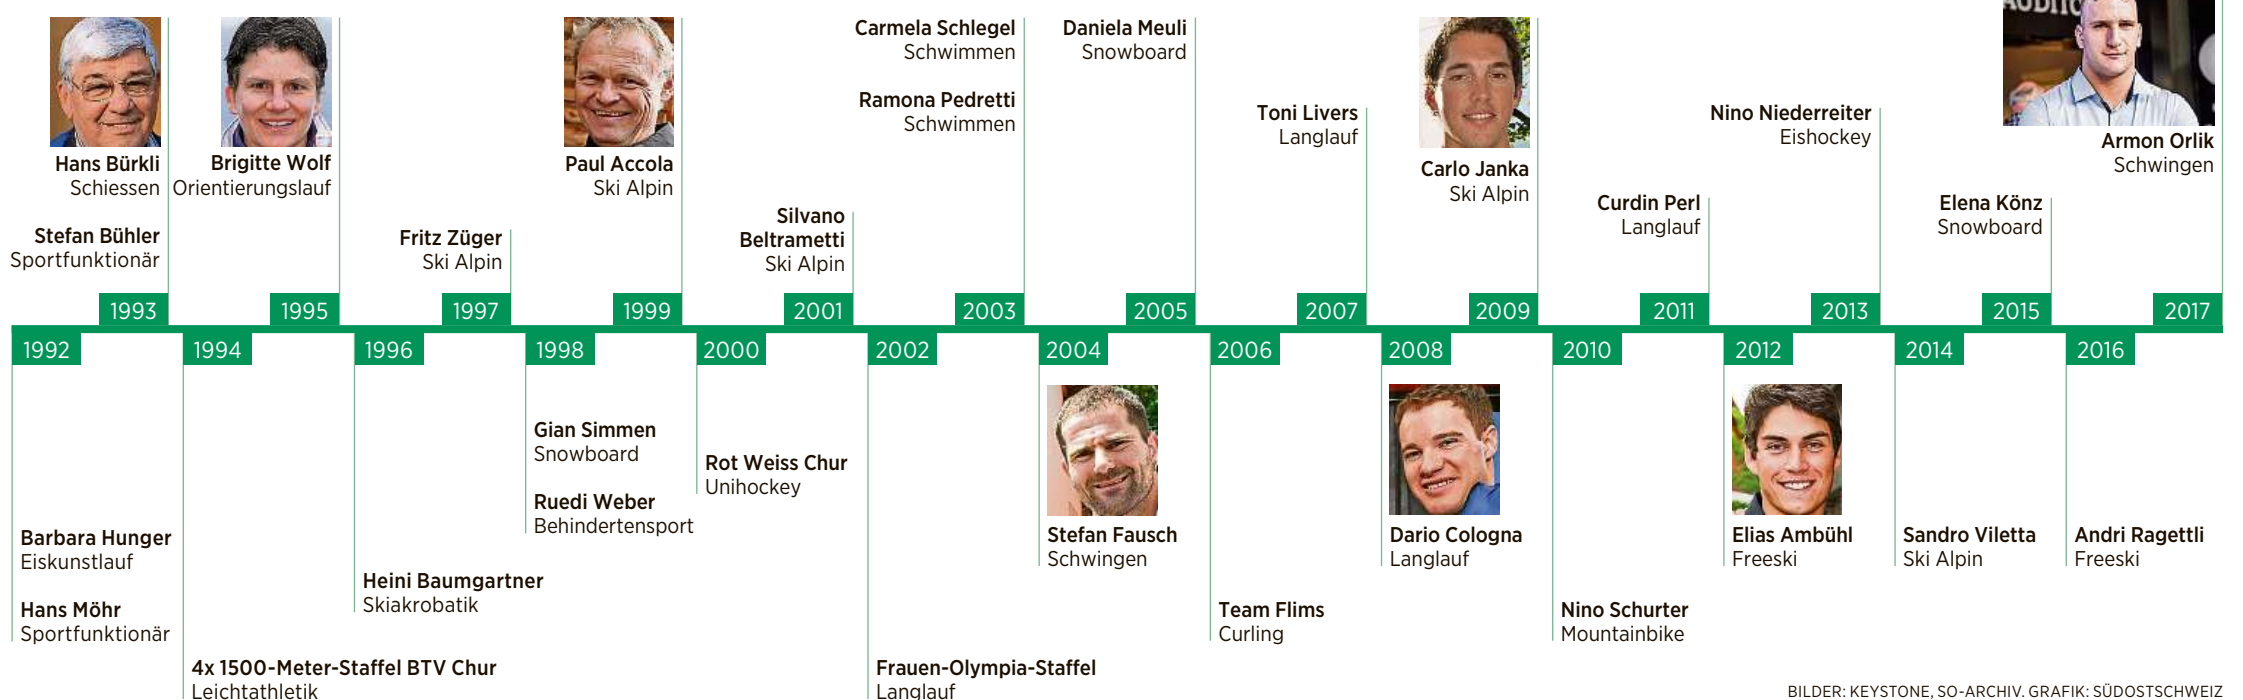 AUDITO
Hans Bürkli
Schiessen
Stefan Bühler
Sportfunktionär
Brigitte Wolf
Orientierungslauf
Fritz Züger
Ski Alpin
Paul Accola
Ski Alpin
Silvano
Beltrametti
Ski Alpin
Carmela Schlegel
Schwimmen
Ramona Pedretti
Schwimmen
Daniela Meuli
Snowboard
Toni Livers
Langlauf
Carlo Janka
Ski Alpin
Curdin Perl
Langlauf
Nino Niederreiter
Eishockey
Elena Könz
Snowboard
Armon Orlik
Schwingen
1993 1995 1997 1999 2001 2003 2005 2007 2009 2011 2013 2015 2017
1992 1994 1996 1998 2000 2002 2004 2006 2008 2010 2012 2014 2016
Barbara Hunger
Eiskunstlauf
Hans Möhr
Sportfunktionär
4x 1500-Meter-Staffel BTV Chur
Leichtathletik
Heini Baumgartner
Skiakrobatik
Gian Simmen
Snowboard
Ruedi Weber
Behindertensport
Rot Weiss Chur
Unihockey
Frauen-Olympia-Staffel
Langlauf
Stefan Fausch
Schwingen
Team Flims
Curling
Dario Cologna
Langlauf
Nino Schurter
Mountainbike
Elias Ambühl
Freeski
Sandro Viletta
Ski Alpin
Andri Ragettli
Freeski
BILDER: KEYSTONE, SO-ARCHIV. GRAFIK: SÜDOSTSCHWEIZ